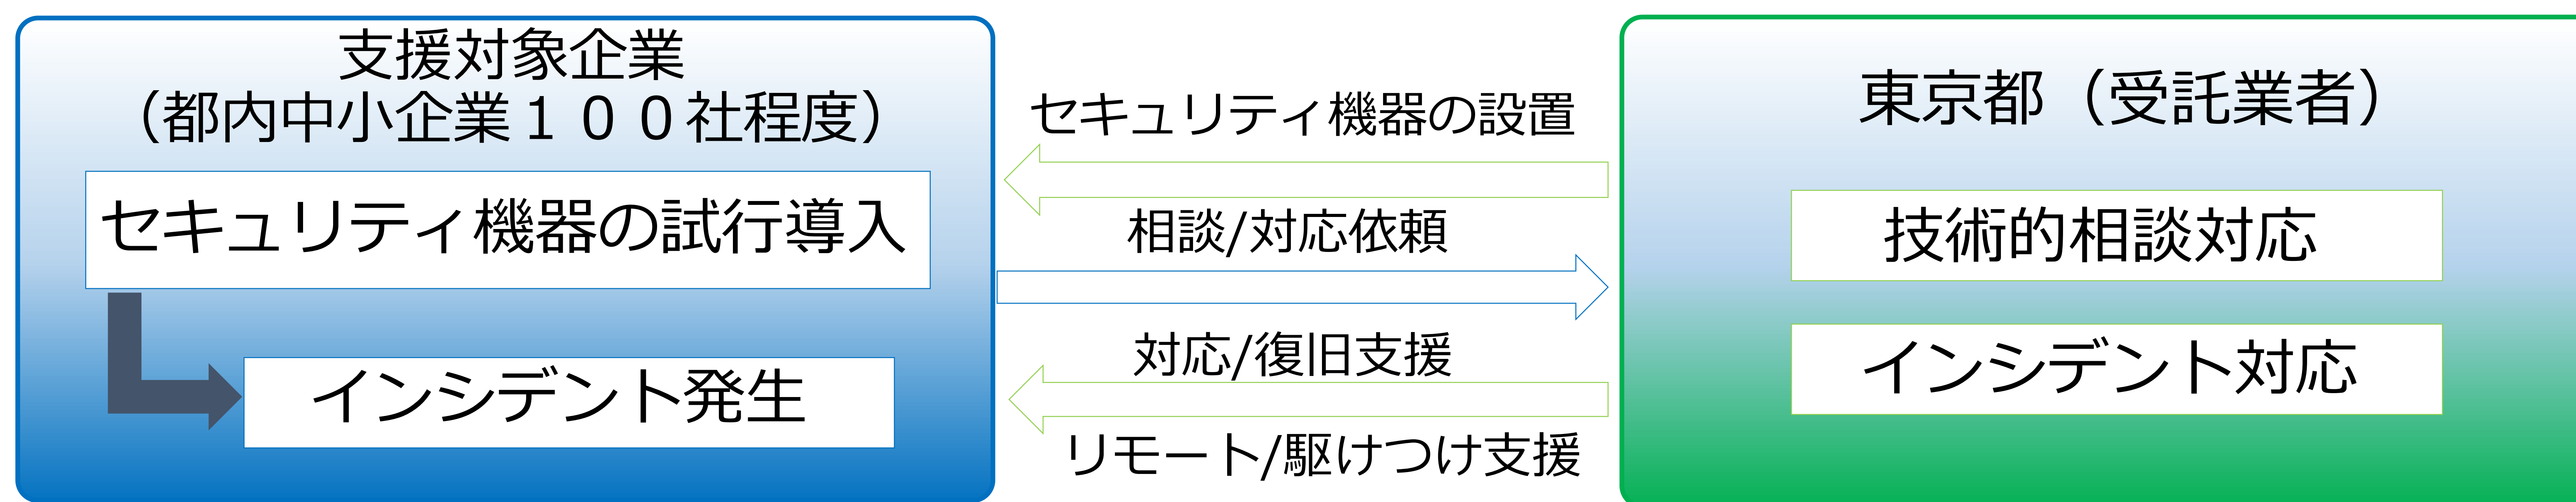 支援対象企業
（都内中小企業１００社程度）
セキュリティ機器の試行導入
インシデント発生
セキュリティ機器の設置
相談/対応依頼
対応/復旧支援
リモート/駆けつけ支援
東京都（受託業者）
技術的相談対応
インシデント対応